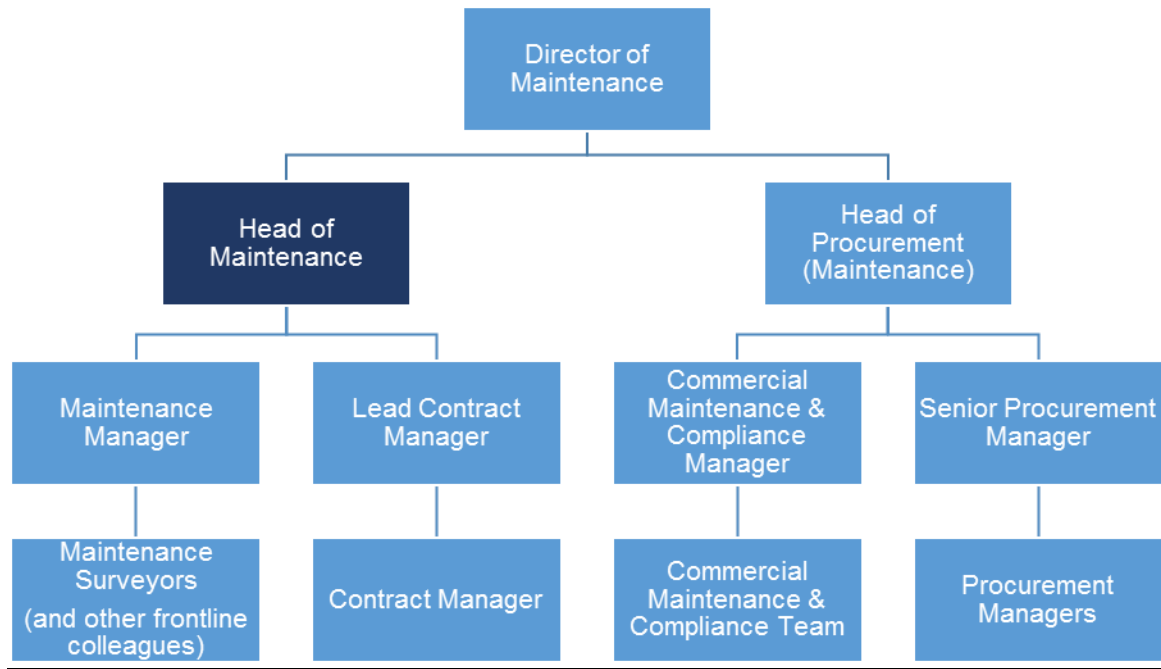 Director of
Maintenance
Head of
Maintenance
Head of
Procurement
(Maintenance)
Maintenance
Manager
Lead Contract
Manager
Commercial
Maintenance &
Compliance
Manager
Senior Procurement
Manager
Maintenance
Surveyors
(and other frontline
colleagues)
Contract Manager
Commercial
Maintenance &
Compliance Team
Procurement
Managers